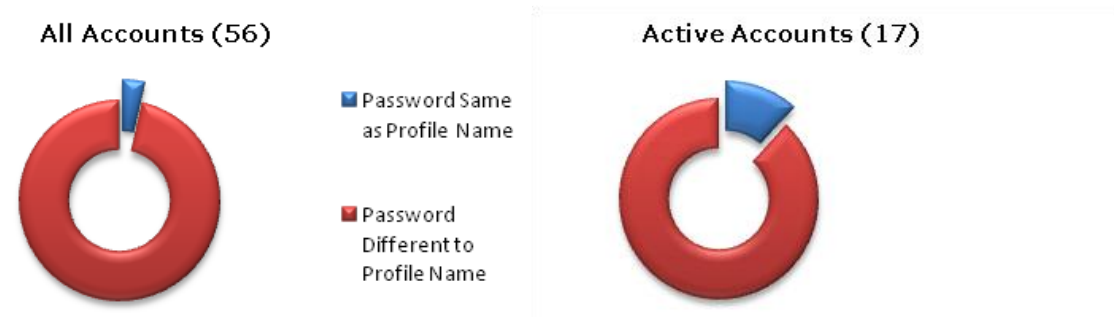 All Accounts (56)
Password Same
as Profile Name
Password
Different to
Profile Name
Active Accounts (17)